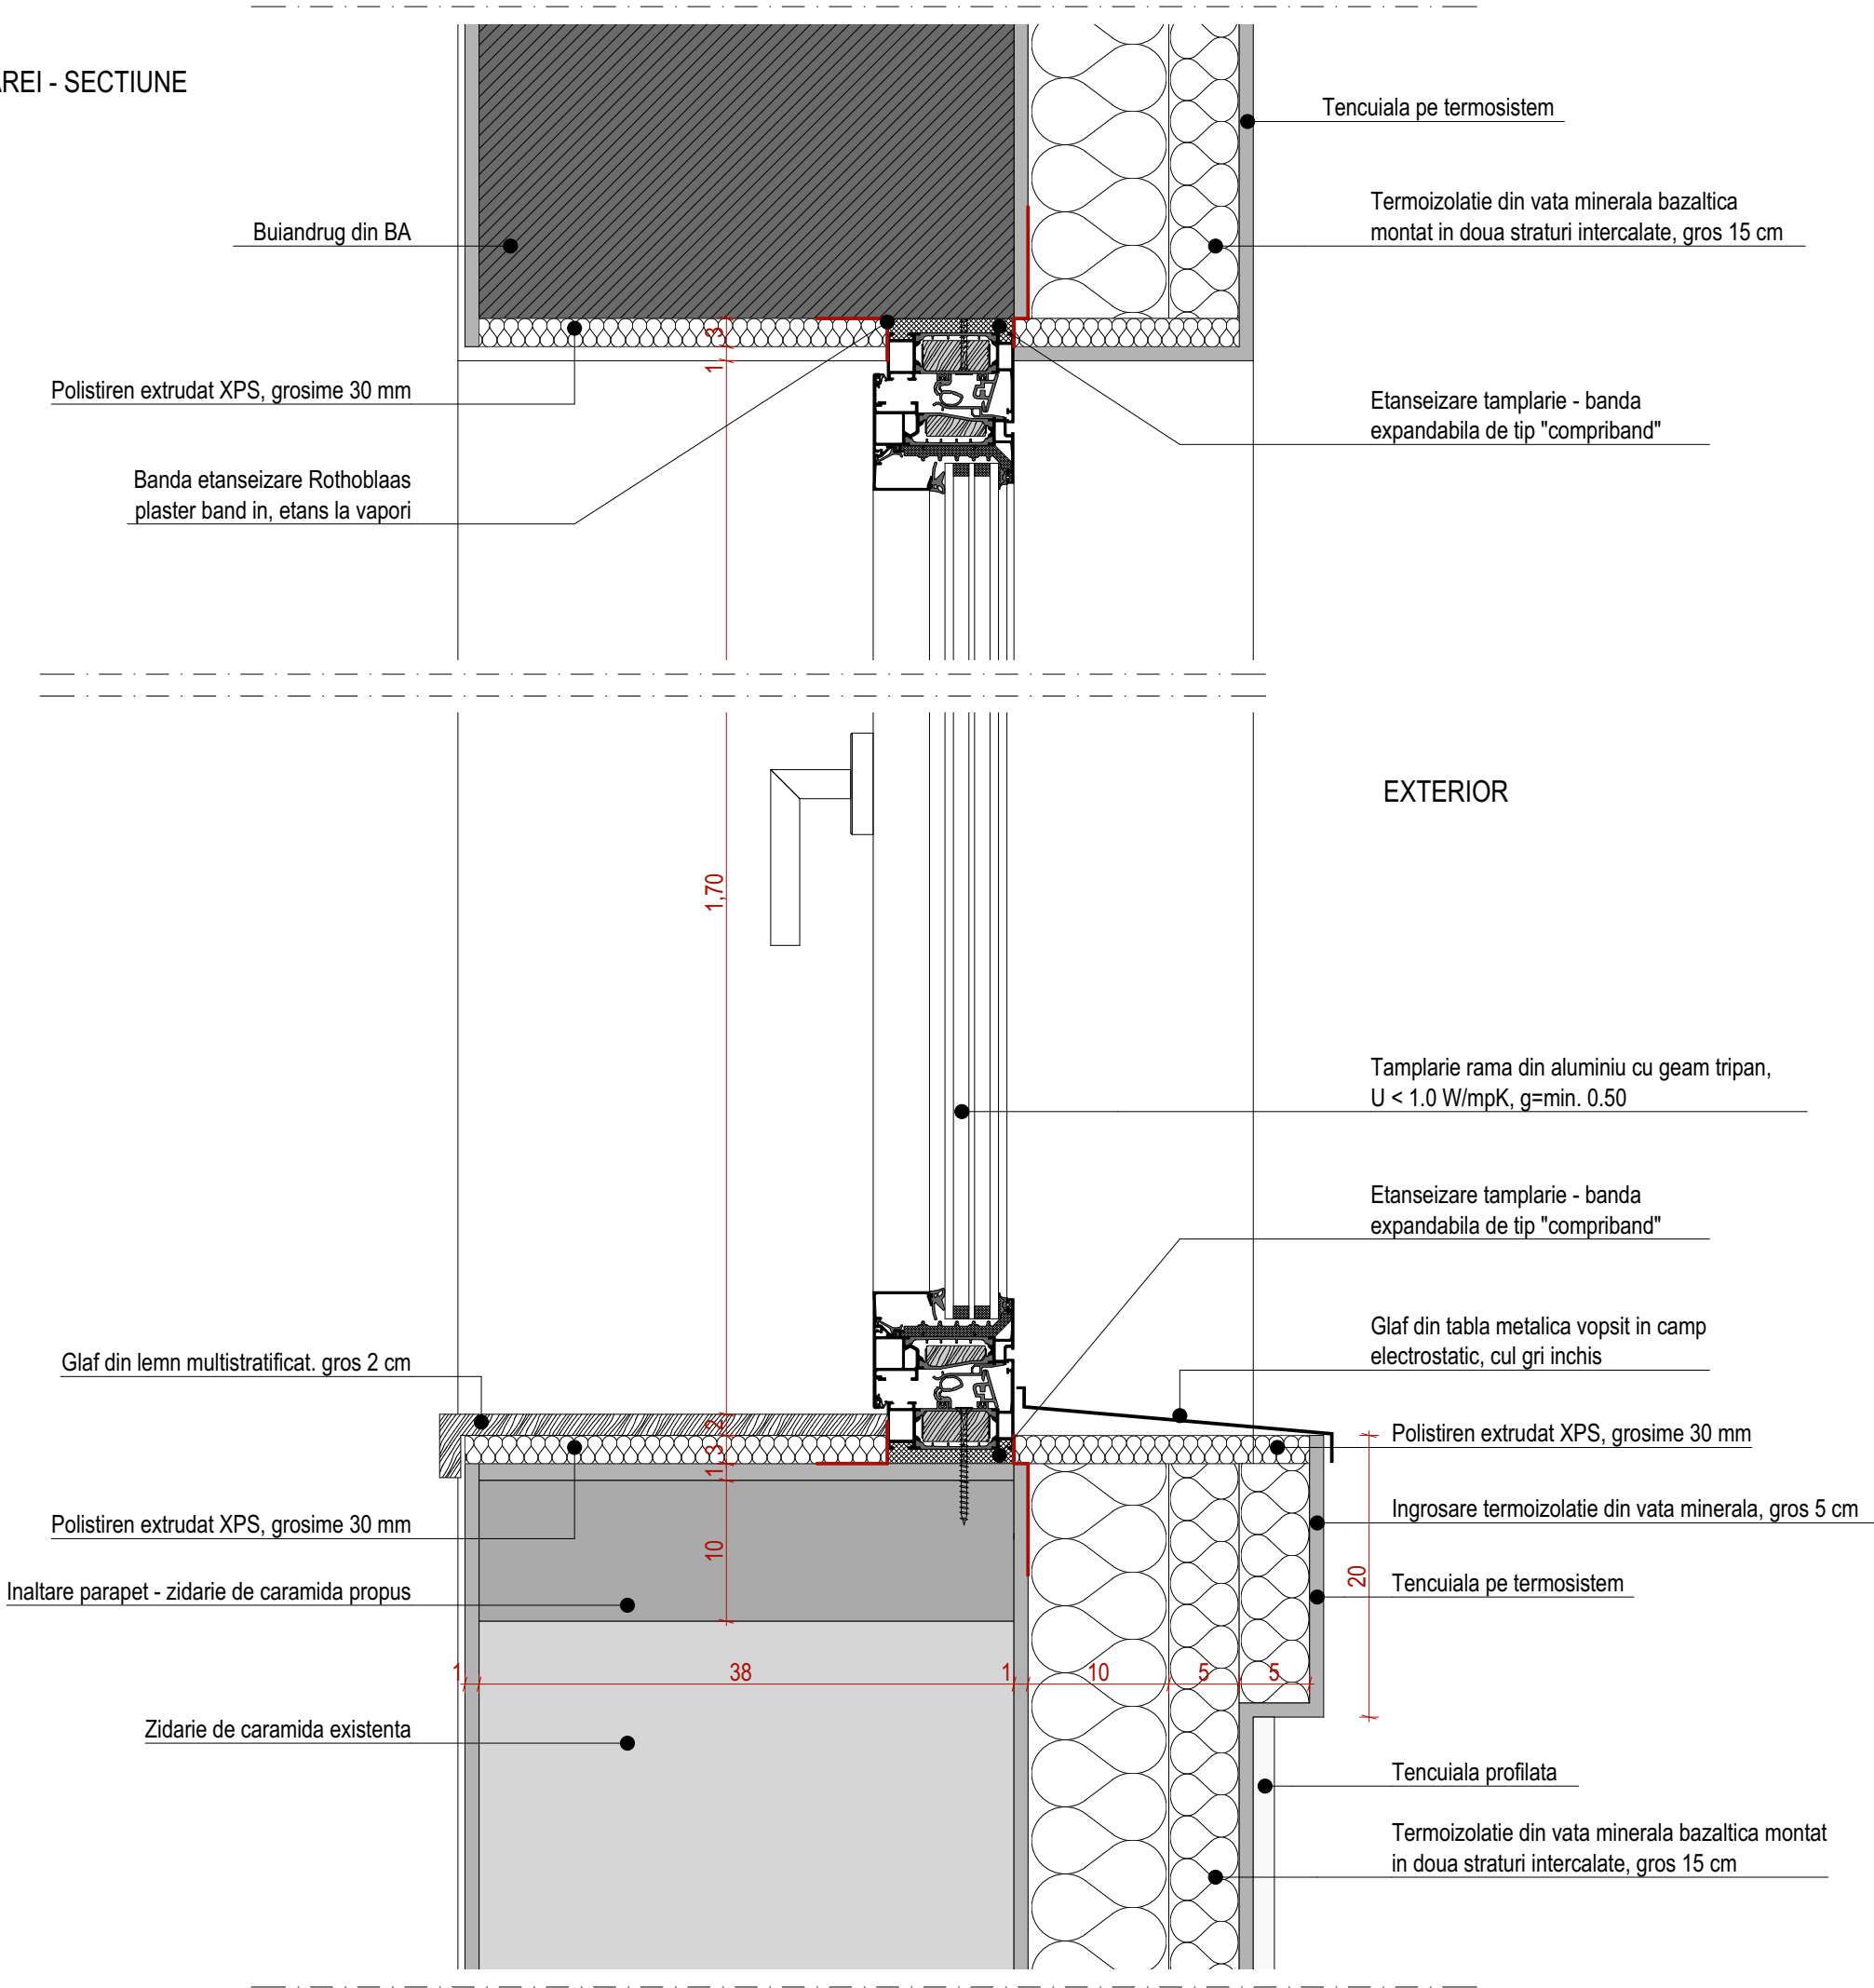 AREI - SECTIUNE
Tencuiala pe termosistem
Termoizolatie din vata minerala bazaltica
montat in doua straturi intercalate, gros 15 cm
Buiandrug din BA
3
1
Polistiren extrudat XPS, grosime 30 mm
Etanseizare tamplarie - banda
expandabila de tip "compriband"
Banda etanseizare Rothoblaas
plaster band in, etans la vapori
EXTERIOR
1,70
Tamplarie rama din aluminiu cu geam tripan,
U < 1.0 W/mpK, g=min. 0.50
Etanseizare tamplarie - banda
expandabila de tip "compriband"
Glaf din tabla metalica vopsit in camp
electrostatic, cul gri inchis
Glaf din lemn multistratificat. gros 2 cm
2
3
1
Polistiren extrudat XPS, grosime 30 mm
Ingrosare termoizolatie din vata minerala, gros 5 cm
Polistiren extrudat XPS, grosime 30 mm
10
20
Tencuiala pe termosistem
Inaltare parapet - zidarie de caramida propus
1 38 1 10 5 5
Zidarie de caramida existenta
Tencuiala profilata
Termoizolatie din vata minerala bazaltica montat
in doua straturi intercalate, gros 15 cm